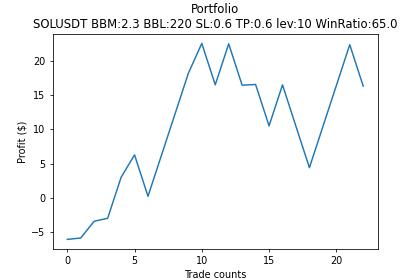 Portfolio
SOLUSDT BBM:2.3 BBL:220 SL:0.6 TP:0.6 lev:10 WinRatio:65.0
20
15
10
5
0
−5
Profit ($)
0 5 10 15 20
Trade counts